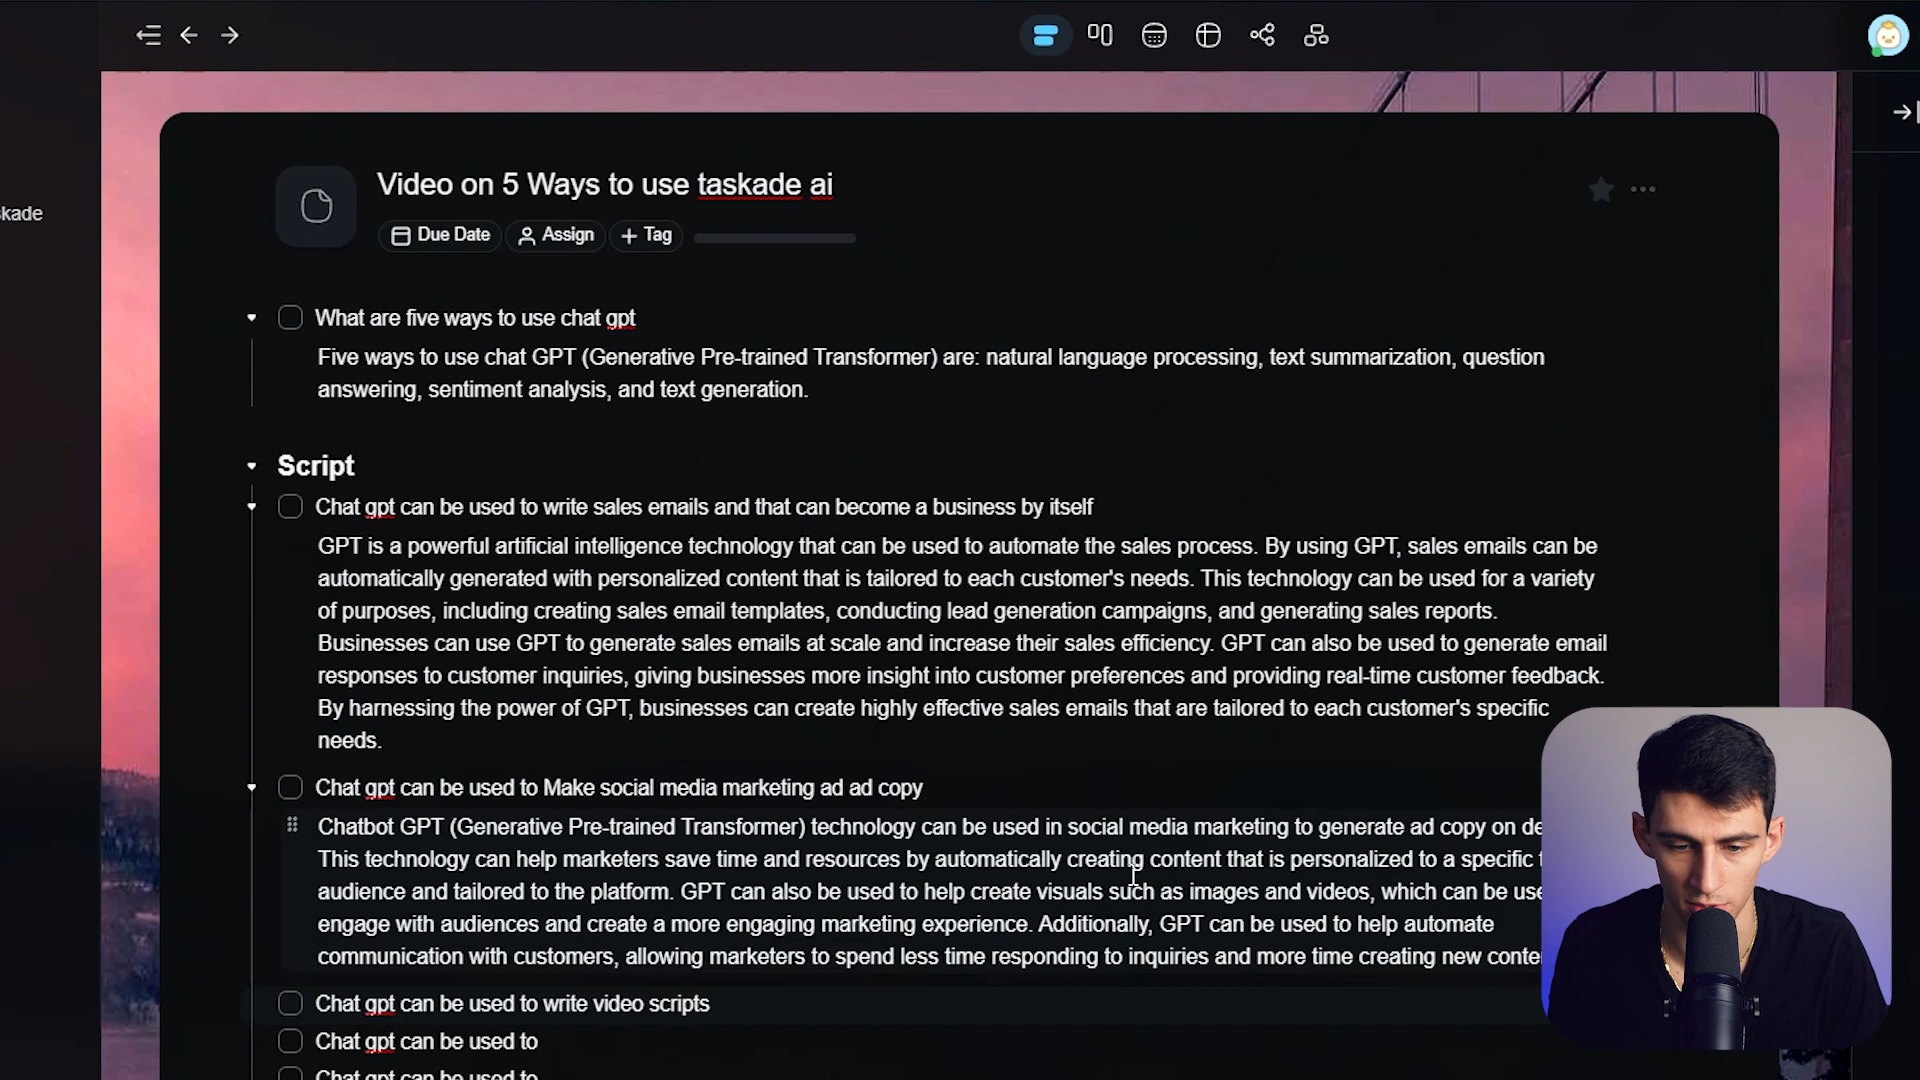 Video on 5 Ways to use taskade ai
Due Date Assign + Tag
skade
What are five ways to use chat gpt
Five ways to use chat GPT (Generative Pre-trained Transformer) are: natural language processing, text summarization, question
answering, sentiment analysis, and text generation.
Script
Chat gpt can be used to write sales emails and that can become a business by itself
GPT is a powerful artificial intelligence technology that can be used to automate the sales process. By using GPT, sales emails can be
automatically generated with personalized content that is tailored to each customer's needs. This technology can be used for a variety
of purposes, including creating sales email templates, conducting lead generation campaigns, and generating sales reports.
Businesses can use GPT to generate sales emails at scale and increase their sales efficiency. GPT can also be used to generate email
responses to customer inquiries, giving businesses more insight into customer preferences and providing real-time customer feedback.
By harnessing the power of GPT, businesses can create highly effective sales emails that are tailored to each customer's specific
needs.
Chat gpt can be used to Make social media marketing ad ad copy
Chatbot GPT (Generative Pre-trained Transformer) technology can be used in social media marketing to generate ad copy on de
This technology can help marketers save time and resources by automatically creating content that is personalized to a specific
audience and tailored to the platform. GPT can also be used to help create visuals such as images and videos, which can be use
engage with audiences and create a more engaging marketing experience. Additionally, GPT can be used to help automate
communication with customers, allowing marketers to spend less time responding to inquiries and more time creating new conte
Chat gpt can be used to write video scripts
Chat gpt can be used to
Chat gpt can be used to